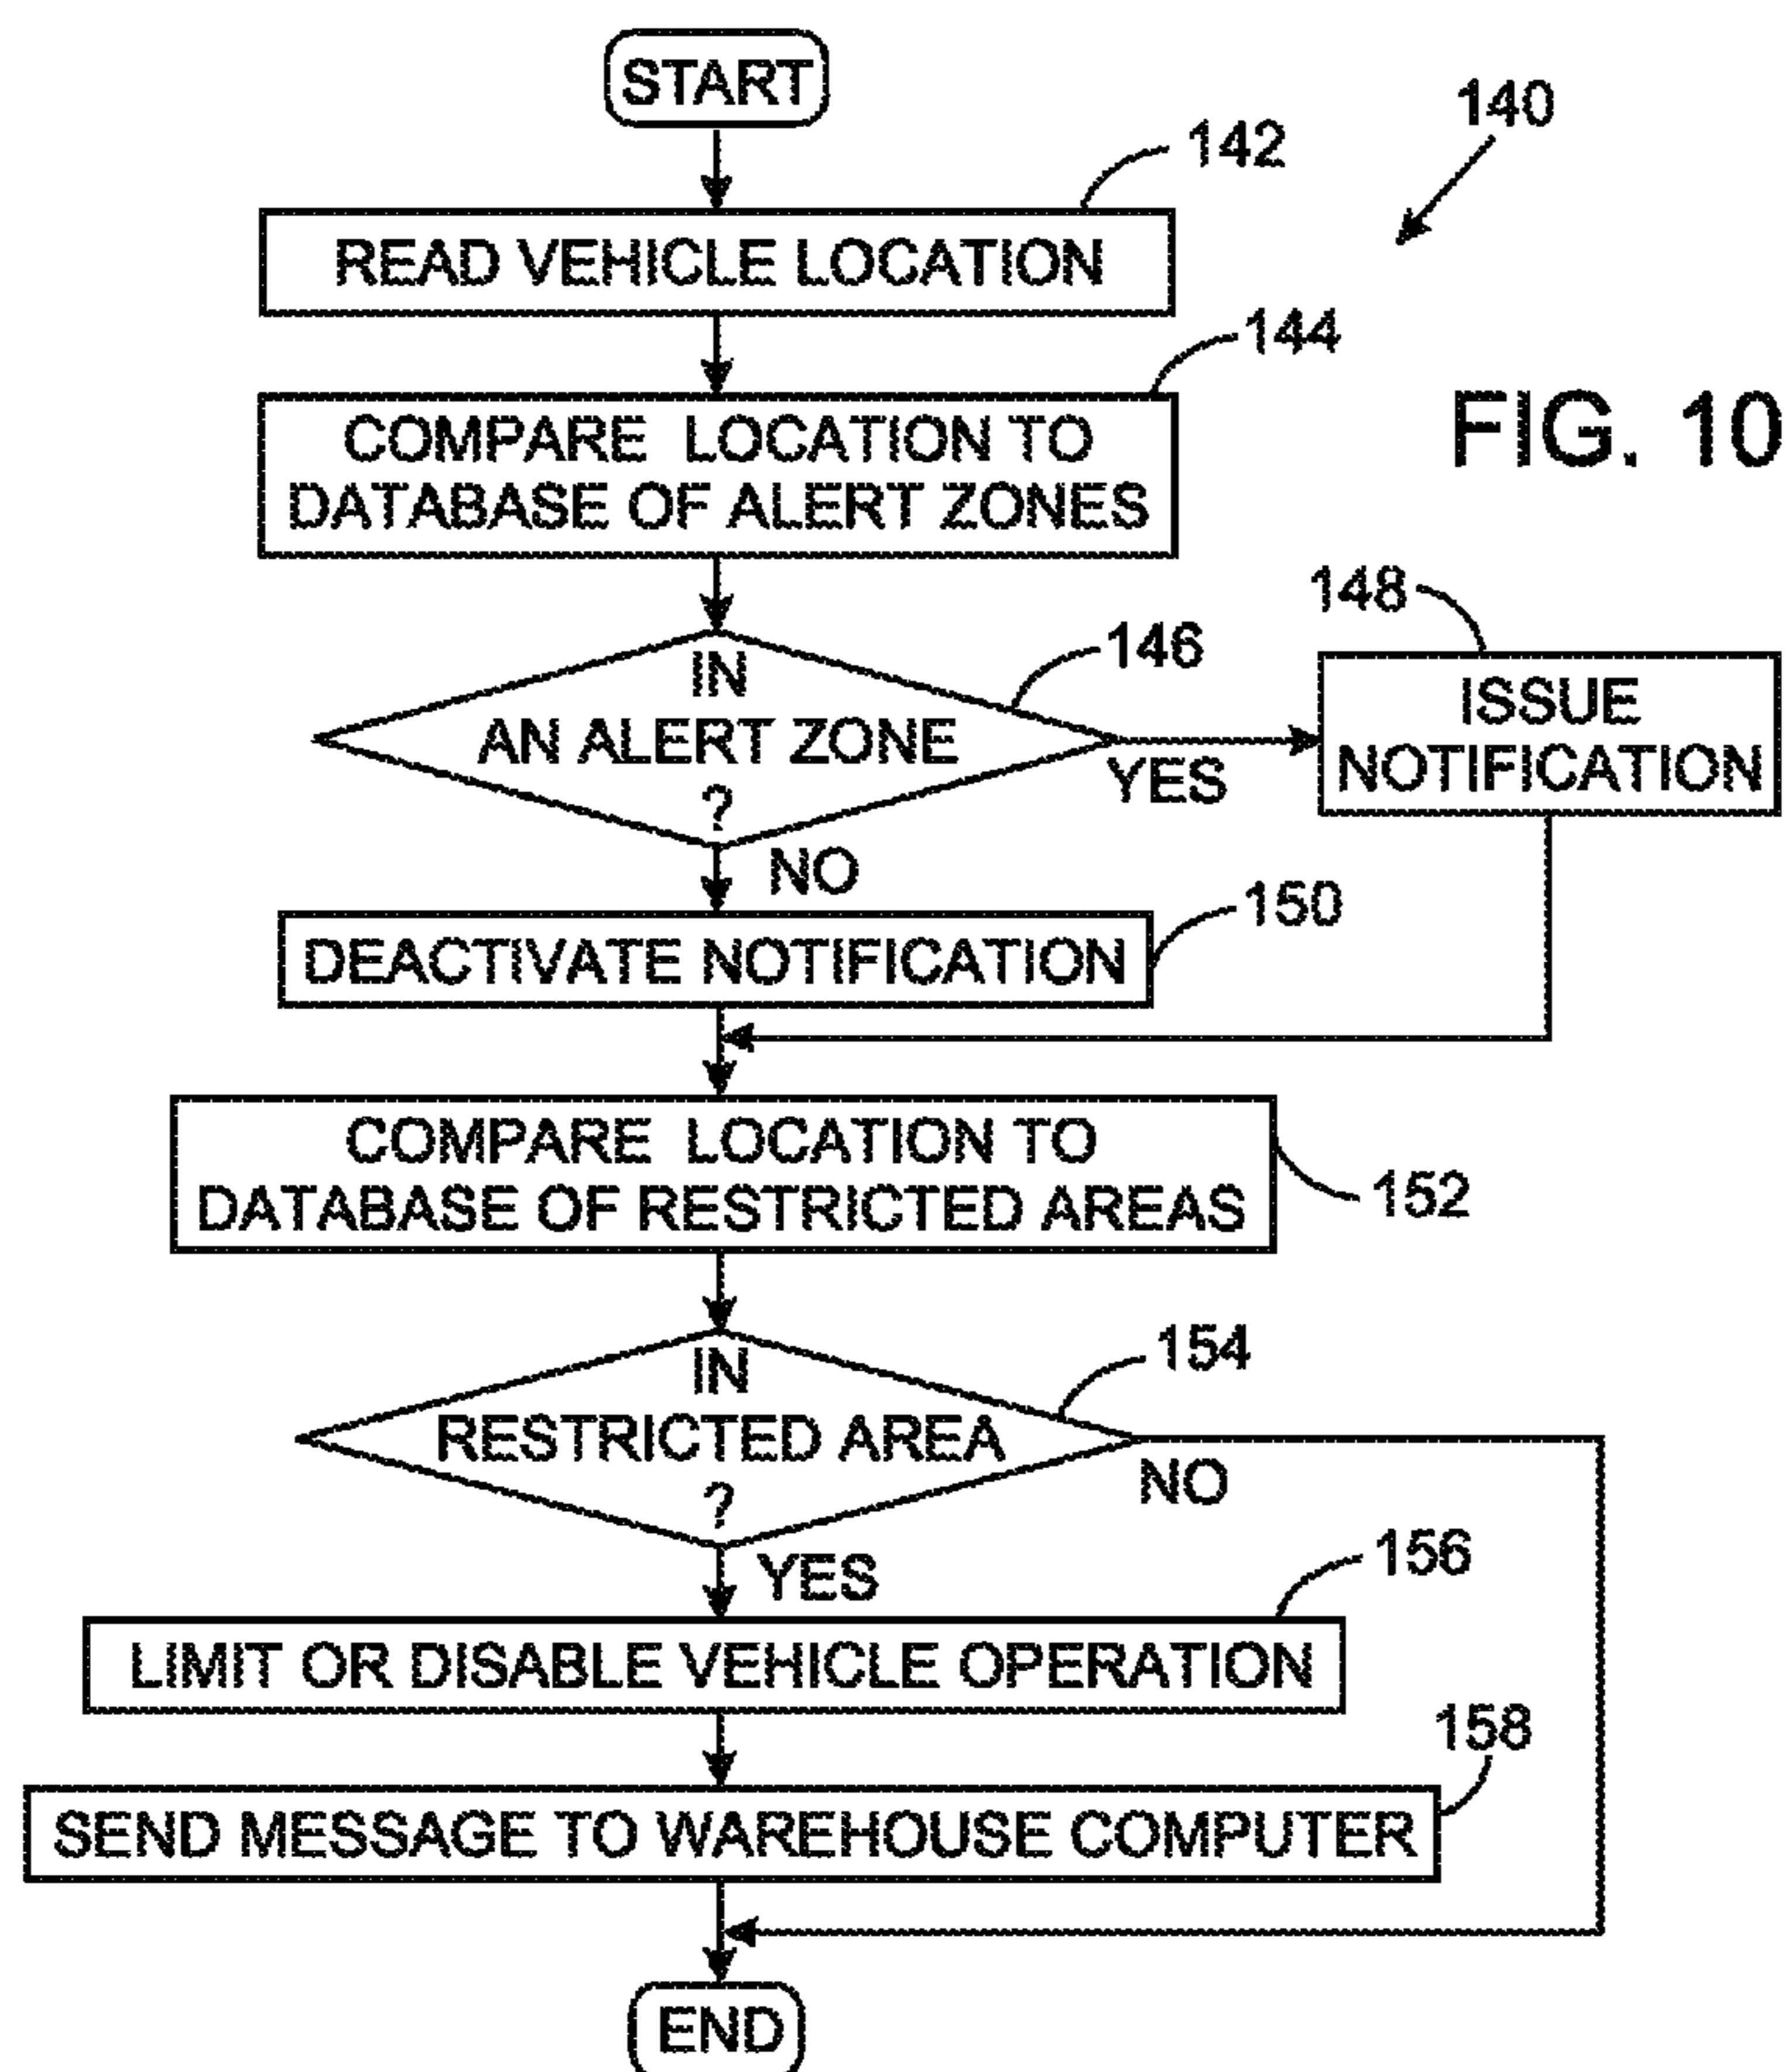 START
140
142
READ VEHICLE LOCATION
144
COMPARE LOCATION TO
DATABASE OF ALERT ZONES
FIG. 10
146
IN
AN ALERT ZONE
?
YES
148
ISSUE
NOTIFICATION
NO
150
DEACTIVATE NOTIFICATION
COMPARE LOCATION TO
DATABASE OF RESTRICTED AREAS
152
154
IN
RESTRICTED AREA
?
NO
YES
156
LIMIT OR DISABLE VEHICLE OPERATION
158
SEND MESSAGE TO WAREHOUSE COMPUTER
END